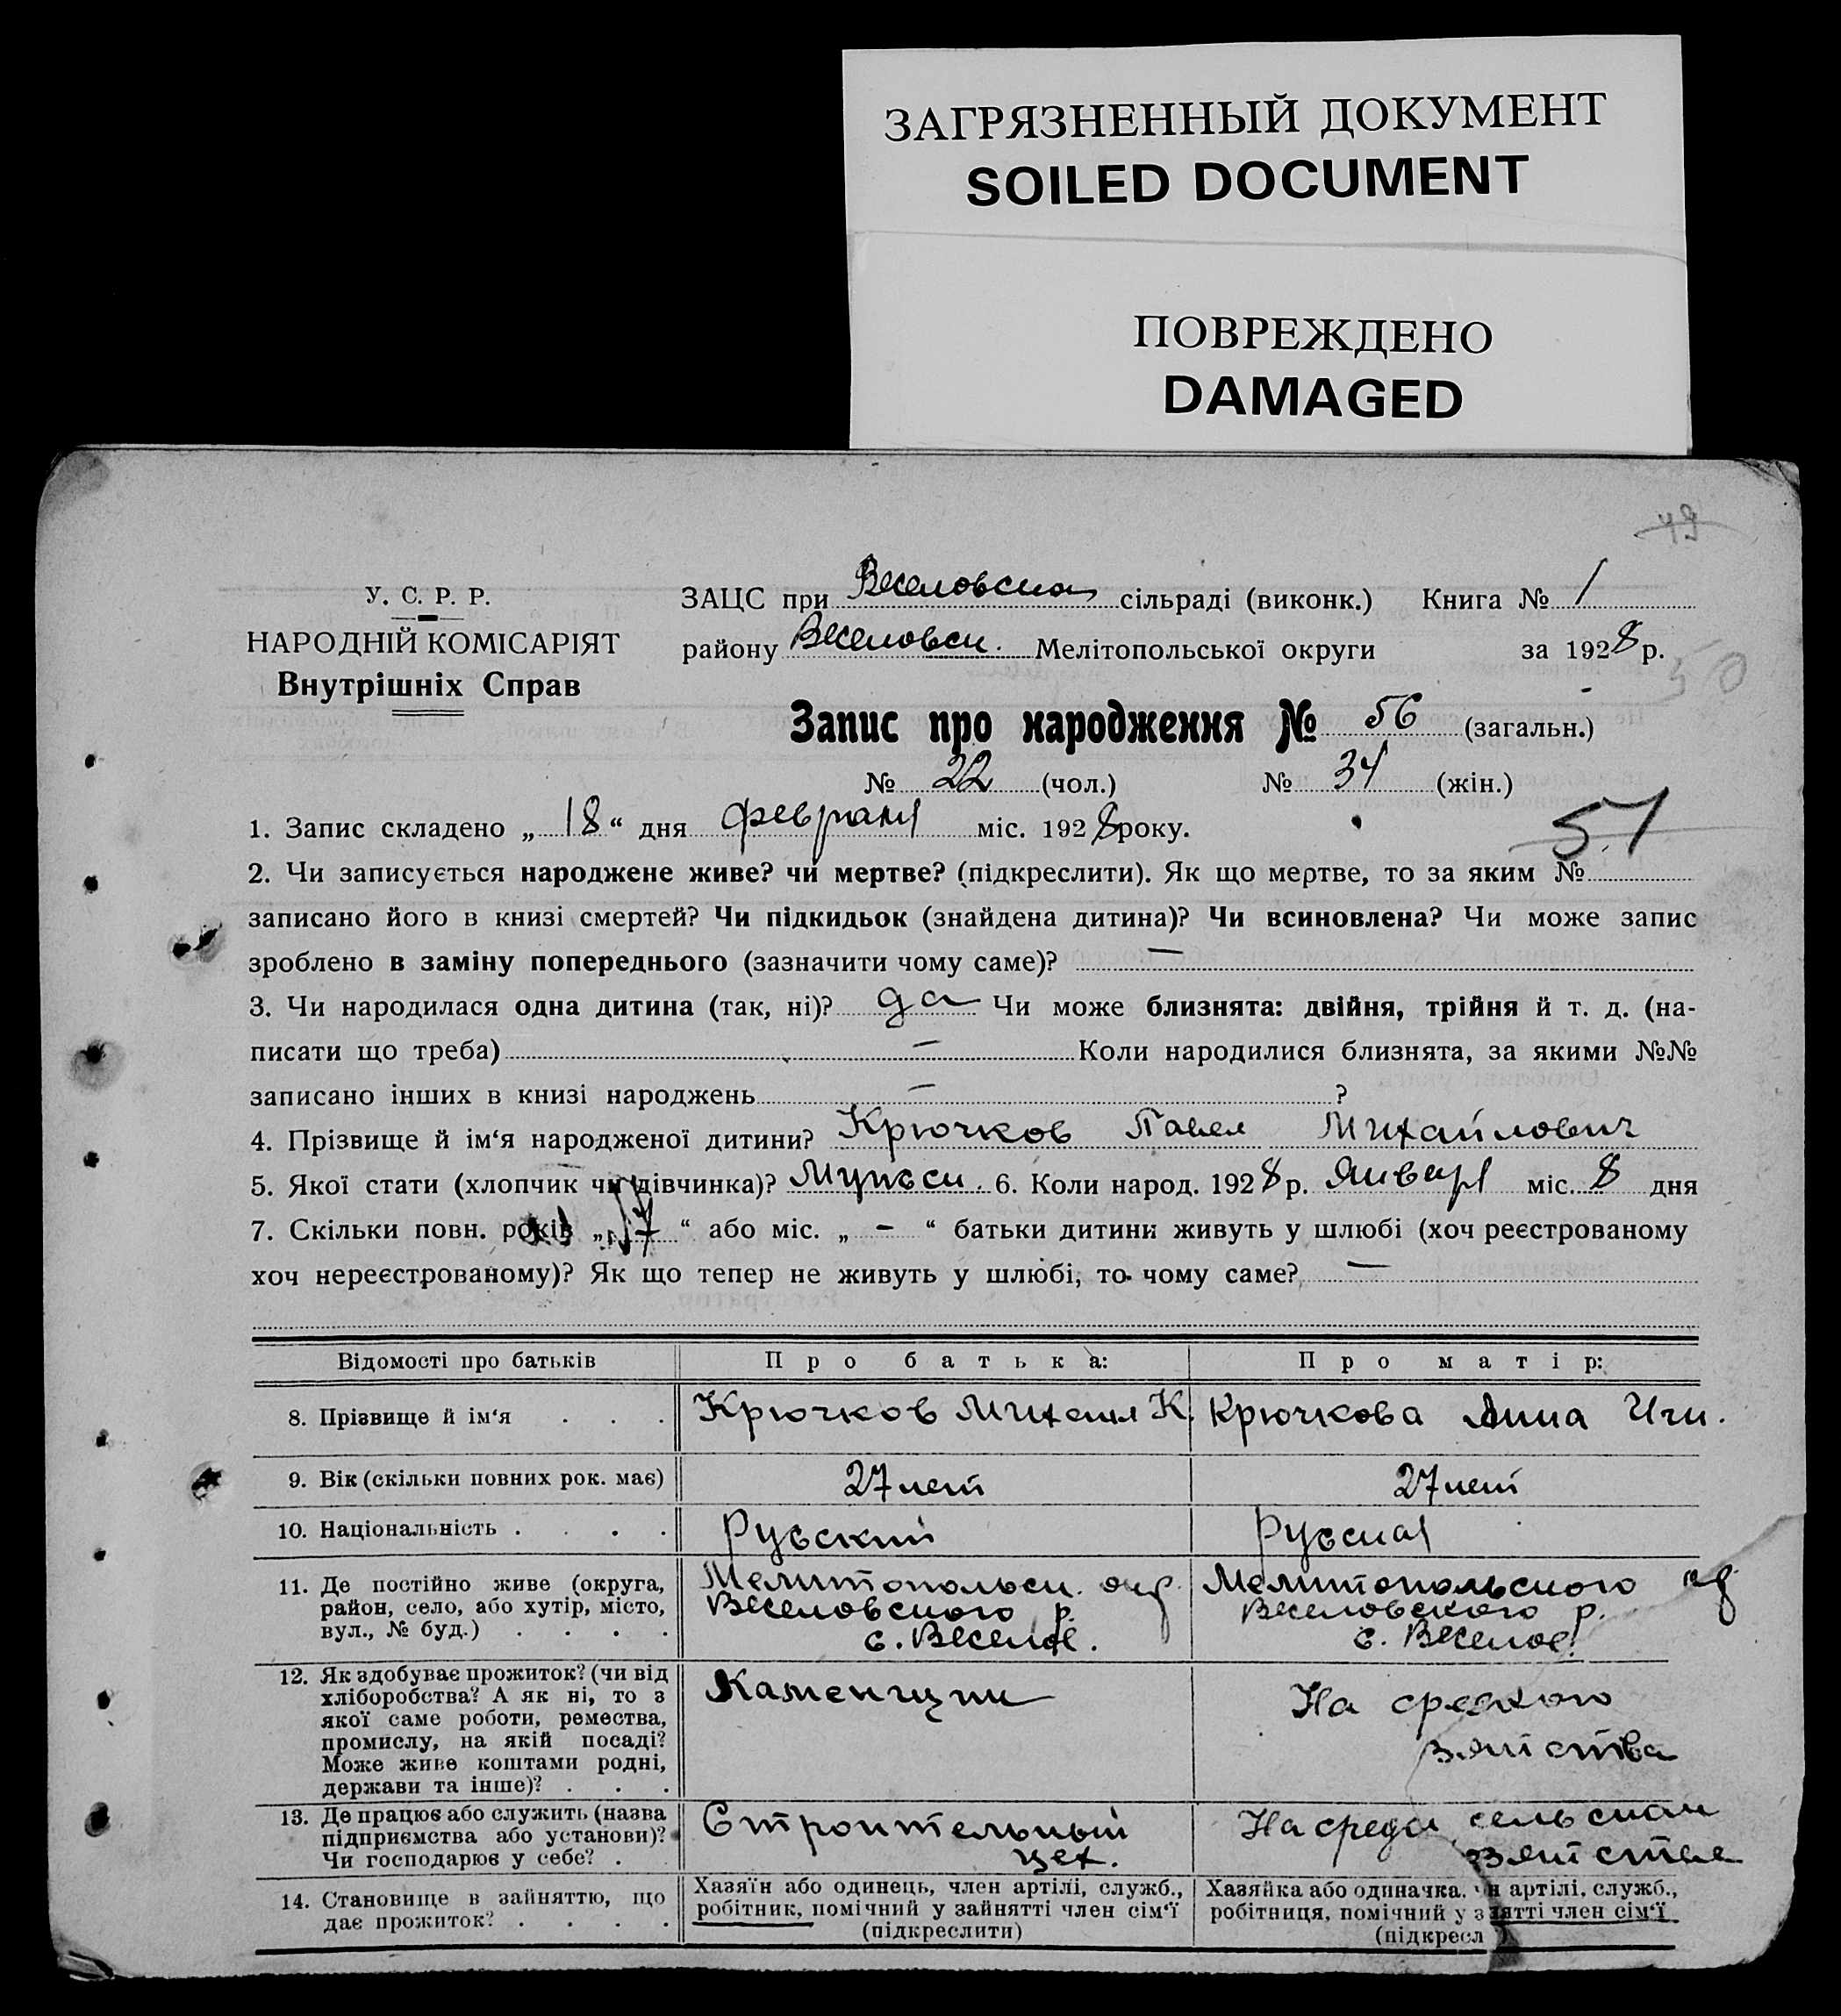 ЗАГРЯЗНЕННЫЙ ДОКУМЕНТ
SOILED DOCUMENT
ПОВРЕЖДЕНО
DAMAGED
49
У. С. Р. Р.
НАРОДНІЙ КОМІСАРІЯТ
Внутрішніх Справ
ЗАЦС при Веселовской сільраді (виконк.) Книга № 1
району Веселовск. Мелітопольської округи за 1928 р.
50
Запис про народження № 56 (загальн.)
№ 22 (чол.) № 34 (жін.)
1. Запис складено „ 18 “ дня февраля міс. 1928 року.
51
2. Чи записується народжене живе? чи мертве? (підкреслити). Як що мертве, то за яким №
записано його в книзі смертей? Чи підкидьок (знайдена дитина)? Чи всиновлена? Чи може запис
зроблено в заміну попереднього (зазначити чому саме)? —
3. Чи народилася одна дитина (так, ні)? да Чи може близнята: двійня, трійня й т. д. (на-
писати що треба) — Коли народилися близнята, за якими №№
записано інших в книзі народжень — ?
4. Прізвище й ім‘я народженої дитини? Крючков Павел Михайлович
5. Якої стати (хлопчик чи дівчинка)? Мужск. 6. Коли народ. 1928 р. Января міс. 8 дня
7. Скільки повн. років „ 7 “ або міс. „ — “ батьки дитини живуть у шлюбі (хоч реєстрованому
хоч нереєстрованому)? Як що тепер не живуть у шлюбі, то чому саме? —
Відомості про батьків Про батька: Про матір:
8. Прізвище й ім‘я . . . Крючков Михаил К. Крючкова Анна Игн.
9. Вік (скільки повних рок. має) 27 лет 27 лет
10. Національність . . . . Русский Русская
11. Де постійно живе (округа, район, село, або хутір, місто, вул., № буд.) . . . .
Мелитопольск. окр.
Веселовского р.
с. Веселое.
Мелитопольского
Веселовского р.
с. Веселое.
12. Як здобуває прожиток? (чи від
хліборобства? А як ні, то з
якої саме роботи, ремества,
промислу, на якій посаді?
Може живе коштами родні,
держави та інше)? . . .
Каменщик
На
13. Де працює або служить (назва
підприємства або установи)?
Чи господарює у себе? .
Строительный
цех.
На
14. Становище в зайняттю, що
дає прожиток? . . . .
Хазяїн або одинець, член артілі, служб.,
робітник, помічний у зайнятті член сім‘ї
(підкреслити)
Хазяйка або одиначка, н артілі, служб.,
робітниця, помічний у з ятті член сім‘ї
(підкресл